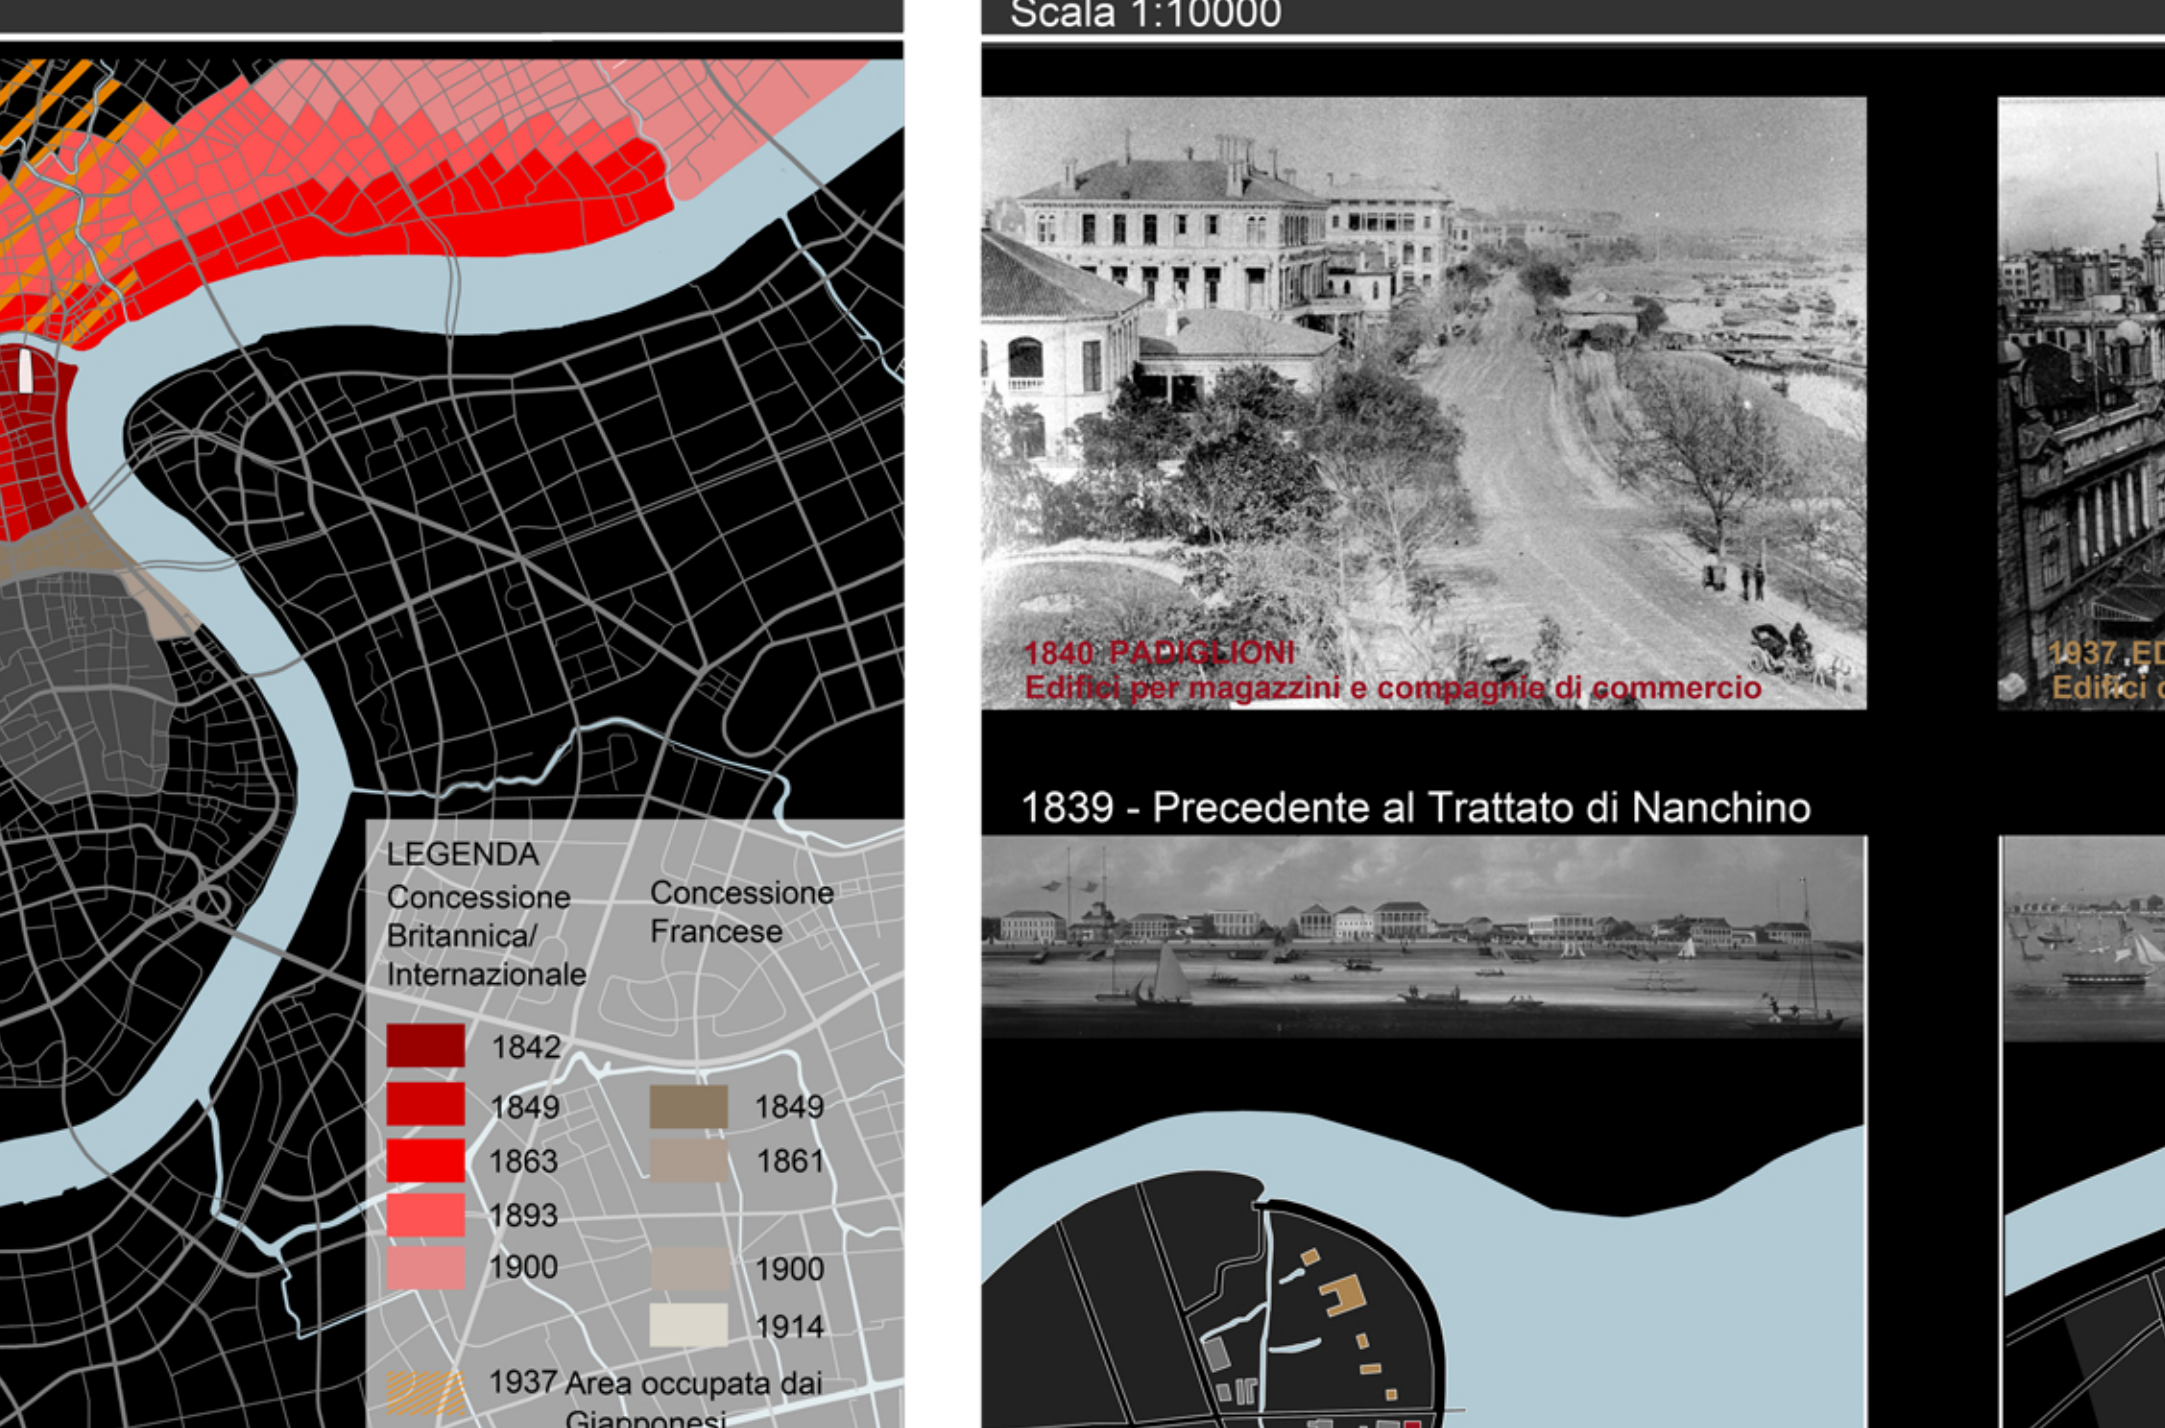 Scala 1:10000
LEGENDA
Concessione
Britannica/
Internazionale
1842
1849
1863
1893
1900
Concessione
Francese
1849
1861
1900
1914
1937 Area occupata dai
Giapponesi
1840 PADIGLIONI
Edifici per magazzini e compagnie di commercio
1937
Edifici
1839 - Precedente al Trattato di Nanchino